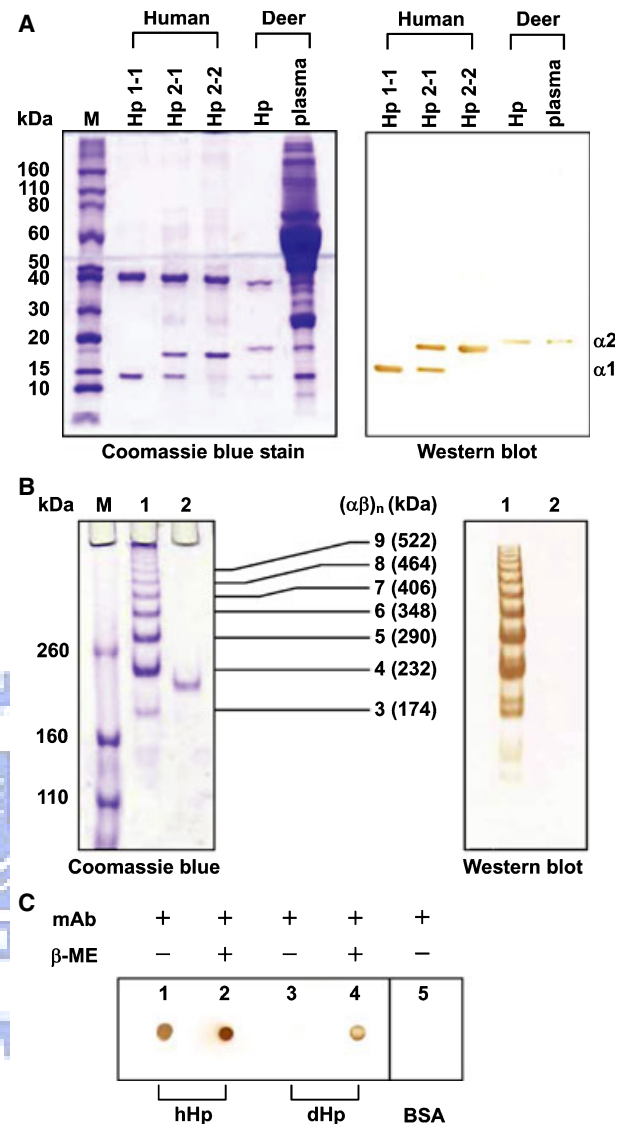 A
Human Deer Human Deer
kDa M Hp 1-1 Hp 2-1 Hp 2-2 Hp plasma Hp 1-1 Hp 2-1 Hp 2-2 Hp plasma
160
110
80
60
50
40
30
20
15
10
α2
α1
Coomassie blue stain Western blot
B
kDa M 1 2 (αβ)n (kDa) 1 2
9 (522)
8 (464)
7 (406)
6 (348)
5 (290)
4 (232)
3 (174)
260
160
110
Coomassie blue Western blot
C
mAb + + + + +
β-ME − + − + −
1 2 3 4 5
hHp dHp BSA